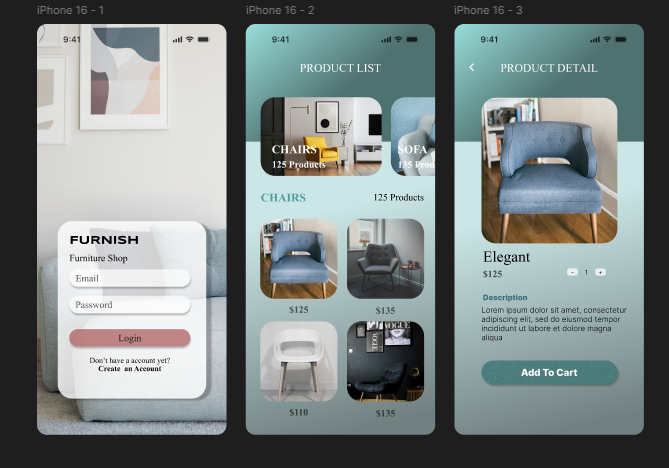 iPhone 16 - 1
9:41
FURNISH
Furniture Shop
Email
Password
Login
Don't have a account yet?
Create an Account
iPhone 16 - 2
9:41
PRODUCT LIST
CHAIRS
125 Products
SOFA
135 Prod
CHAIRS
125 Products
$125
$135
VOGUE
$110
$135
iPhone 16 - 3
9:41
PRODUCT DETAIL
Elegant
$125
- 1 +
Description
Lorem ipsum dolor sit amet, consectetur
adipiscing elit, sed do eiusmod tempor
incididunt ut labore et dolore magna
aliqua
Add To Cart